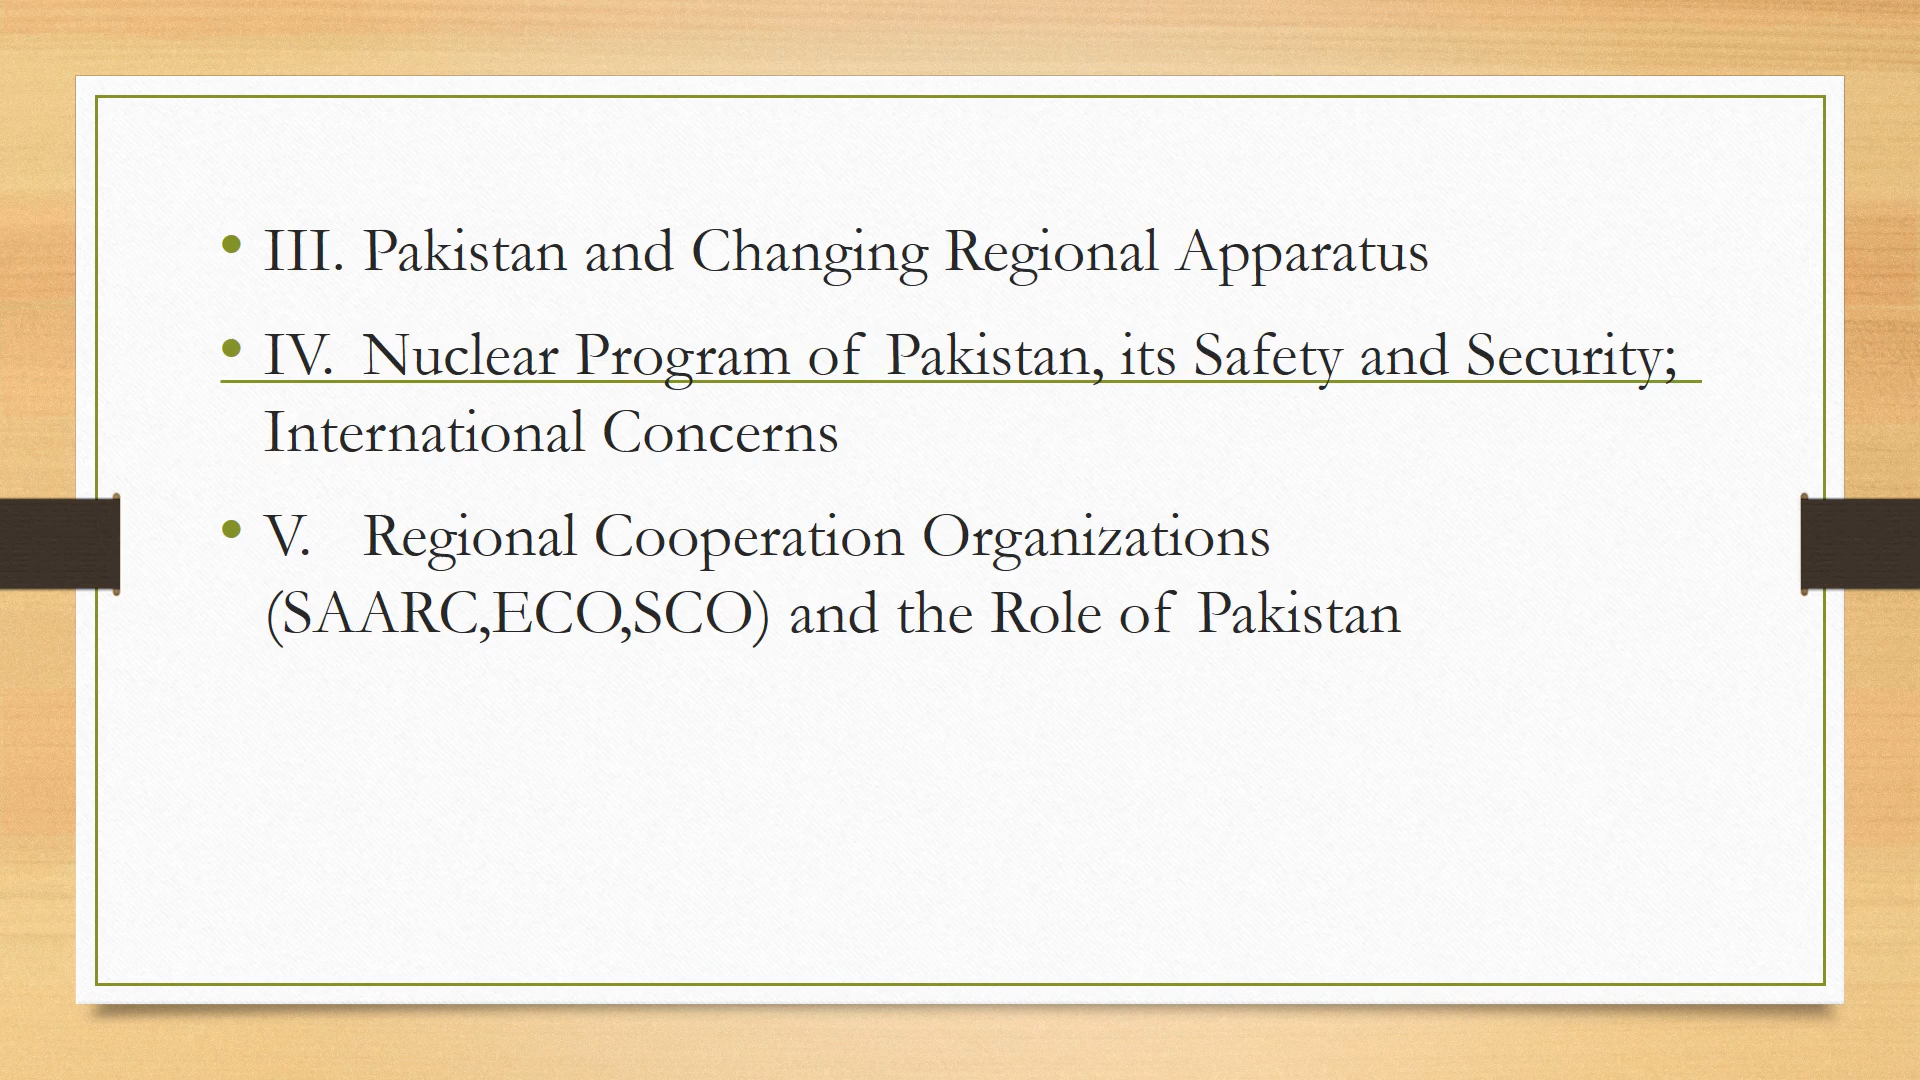 • III. Pakistan and Changing Regional Apparatus
• IV. Nuclear Program of Pakistan, its Safety and Security;
International Concerns
• V. Regional Cooperation Organizations
(SAARC,ECO,SCO) and the Role of Pakistan